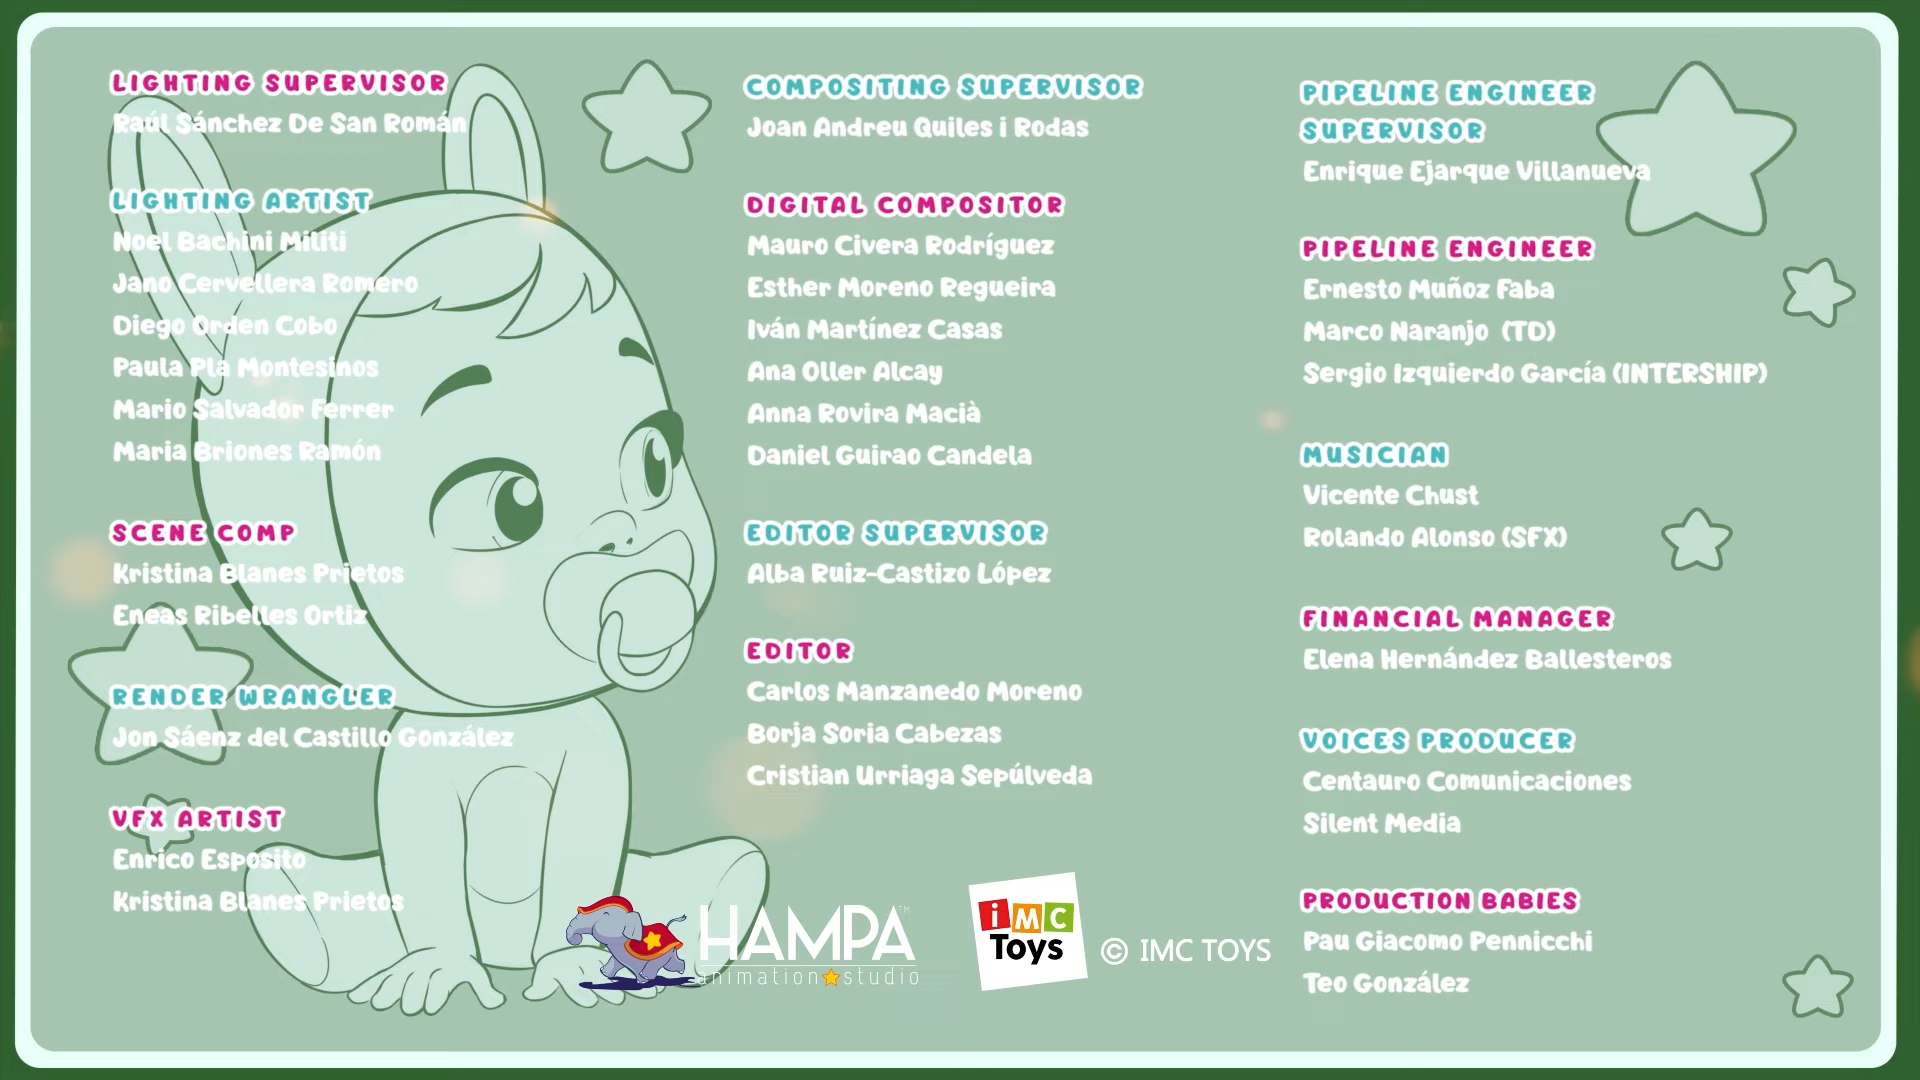 LIGHTING SUPERVISOR
Raúl Sánchez De San Román
LIGHTING ARTIST
Noel Bachini Militi
Jano Cervellera Romero
Diego Orden Cobo
Paula Pla Montesinos
Mario Salvador Ferrer
Maria Briones Ramón
SCENE COMP
Kristina Blanes Prietos
Eneas Ribelles Ortiz
RENDER WRANGLER
Jon Sáenz del Castillo González
VFX ARTIST
Enrico Esposito
Kristina Blanes Prietos
COMPOSITING SUPERVISOR
Joan Andreu Quiles i Rodas
DIGITAL COMPOSITOR
Mauro Civera Rodríguez
Esther Moreno Regueira
Iván Martínez Casas
Ana Oller Alcay
Anna Rovira Macià
Daniel Guirao Candela
EDITOR SUPERVISOR
Alba Ruiz-Castizo López
EDITOR
Carlos Manzanedo Moreno
Borja Soria Cabezas
Cristian Urriaga Sepúlveda
HAMPA™
animation studio
iMC
Toys
© IMC TOYS
PIPELINE ENGINEER
SUPERVISOR
Enrique Ejarque Villanueva
PIPELINE ENGINEER
Ernesto Muñoz Faba
Marco Naranjo (TD)
Sergio Izquierdo García (INTERSHIP)
MUSICIAN
Vicente Chust
Rolando Alonso (SFX)
FINANCIAL MANAGER
Elena Hernández Ballesteros
VOICES PRODUCER
Centauro Comunicaciones
Silent Media
PRODUCTION BABIES
Pau Giacomo Pennicchi
Teo González